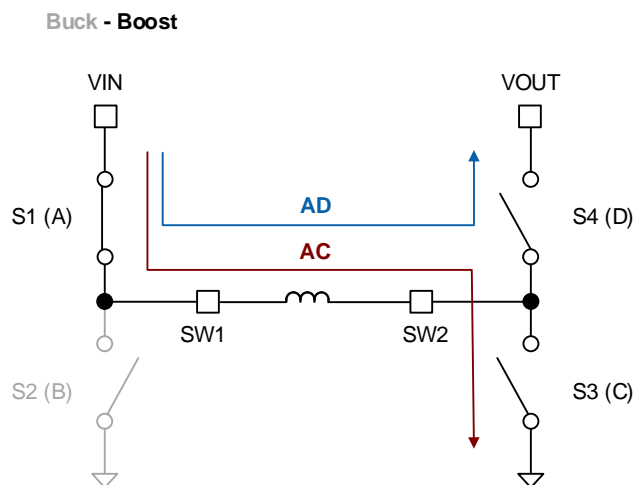 Buck - Boost
VIN
VOUT
S1 (A)
AD
S4 (D)
AC
SW1
SW2
S2 (B)
S3 (C)